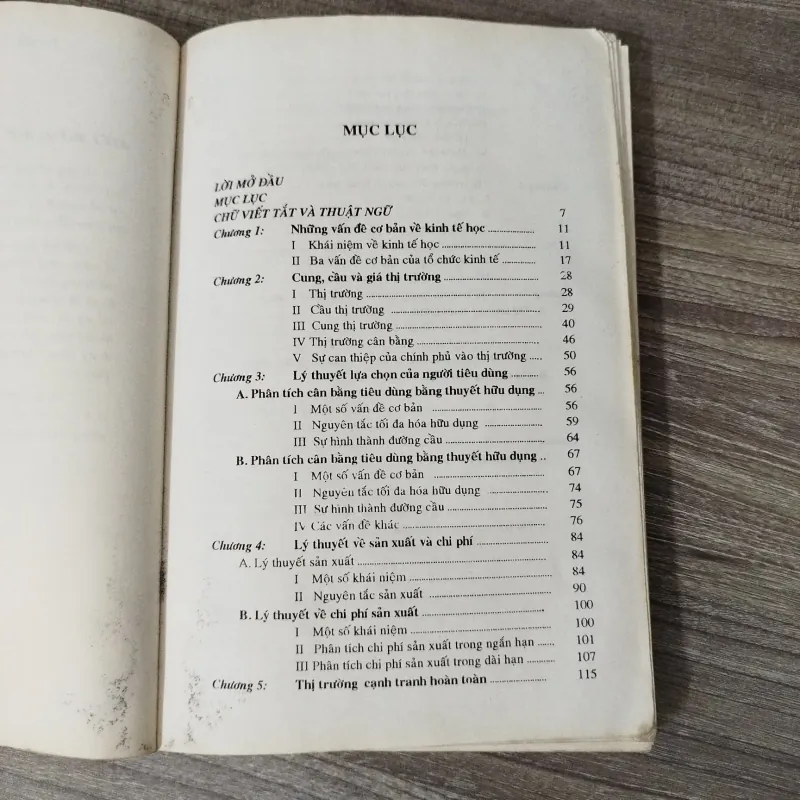 MỤC LỤC
LỜI MỞ ĐẦU
MỤC LỤC
CHỮ VIẾT TẮT VÀ THUẬT NGỮ 7
Chương 1: Những vấn đề cơ bản về kinh tế học .................... 11
I Khái niệm về kinh tế học .................... 11
II Ba vấn đề cơ bản của tổ chức kinh tế .................... 17
Chương 2: Cung, cầu và giá thị trường .................... 28
I Thị trường .................... 28
II Cầu thị trường .................... 29
III Cung thị trường .................... 40
IV Thị trường cân bằng .................... 46
V Sự can thiệp của chính phủ vào thị trường ..... 50
Chương 3: Lý thuyết lựa chọn của người tiêu dùng ........... 56
A. Phân tích cân bằng tiêu dùng bằng thuyết hữu dụng .. 56
I Một số vấn đề cơ bản .................... 56
II Nguyên tắc tối đa hóa hữu dụng .................... 59
III Sự hình thành đường cầu .................... 64
B. Phân tích cân bằng tiêu dùng bằng thuyết hữu dụng .. 67
I Một số vấn đề cơ bản .................... 67
II Nguyên tắc tối đa hóa hữu dụng .................... 74
III Sự hình thành đường cầu .................... 75
IV Các vấn đề khác .................... 76
Chương 4: Lý thuyết về sản xuất và chi phí .................... 84
A. Lý thuyết sản xuất .................... 84
I Một số khái niệm .................... 84
II Nguyên tắc sản xuất .................... 90
B. Lý thuyết về chi phí sản xuất .................... 100
I Một số khái niệm .................... 100
II Phân tích chi phí sản xuất trong ngắn hạn ...... 101
III Phân tích chi phí sản xuất trong dài hạn ......... 107
Chương 5: Thị trường cạnh tranh hoàn toàn .................... 115